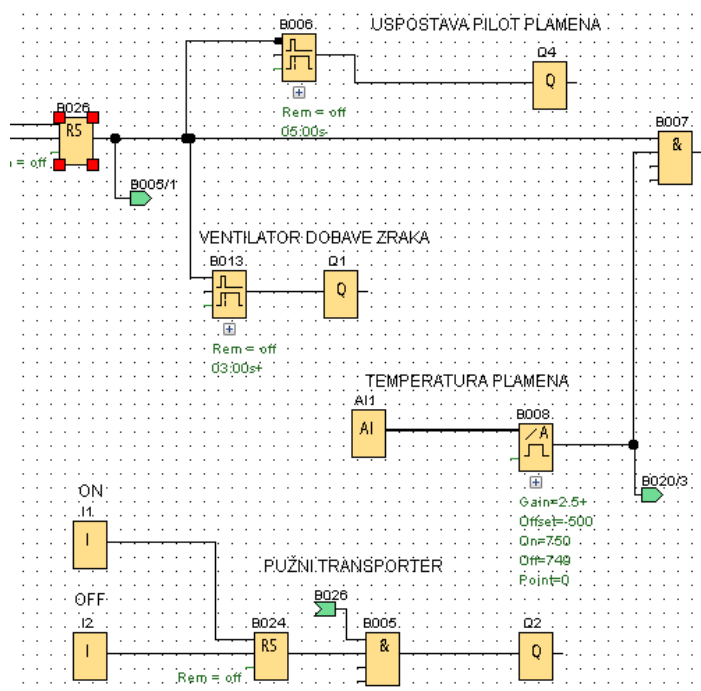 B006
USPOSTAVA PILOT PLAMENA
Q4
Q
Rem = off
05:00s-
B026
RS
= off
B005/1
B007
&
VENTILATOR DOBAVE ZRAKA
B013
Q1
Q
Rem = off
03:00s+
TEMPERATURA PLAMENA
AI1
AI
B008
/A
B020/3
Gain=2.5+
Offset=-500
On=750
Off=749
Point=0
ON
I1
I
PUŽNI TRANSPORTER
OFF
I2
I
B024
RS
Rem = off
B026
B005
&
Q2
Q